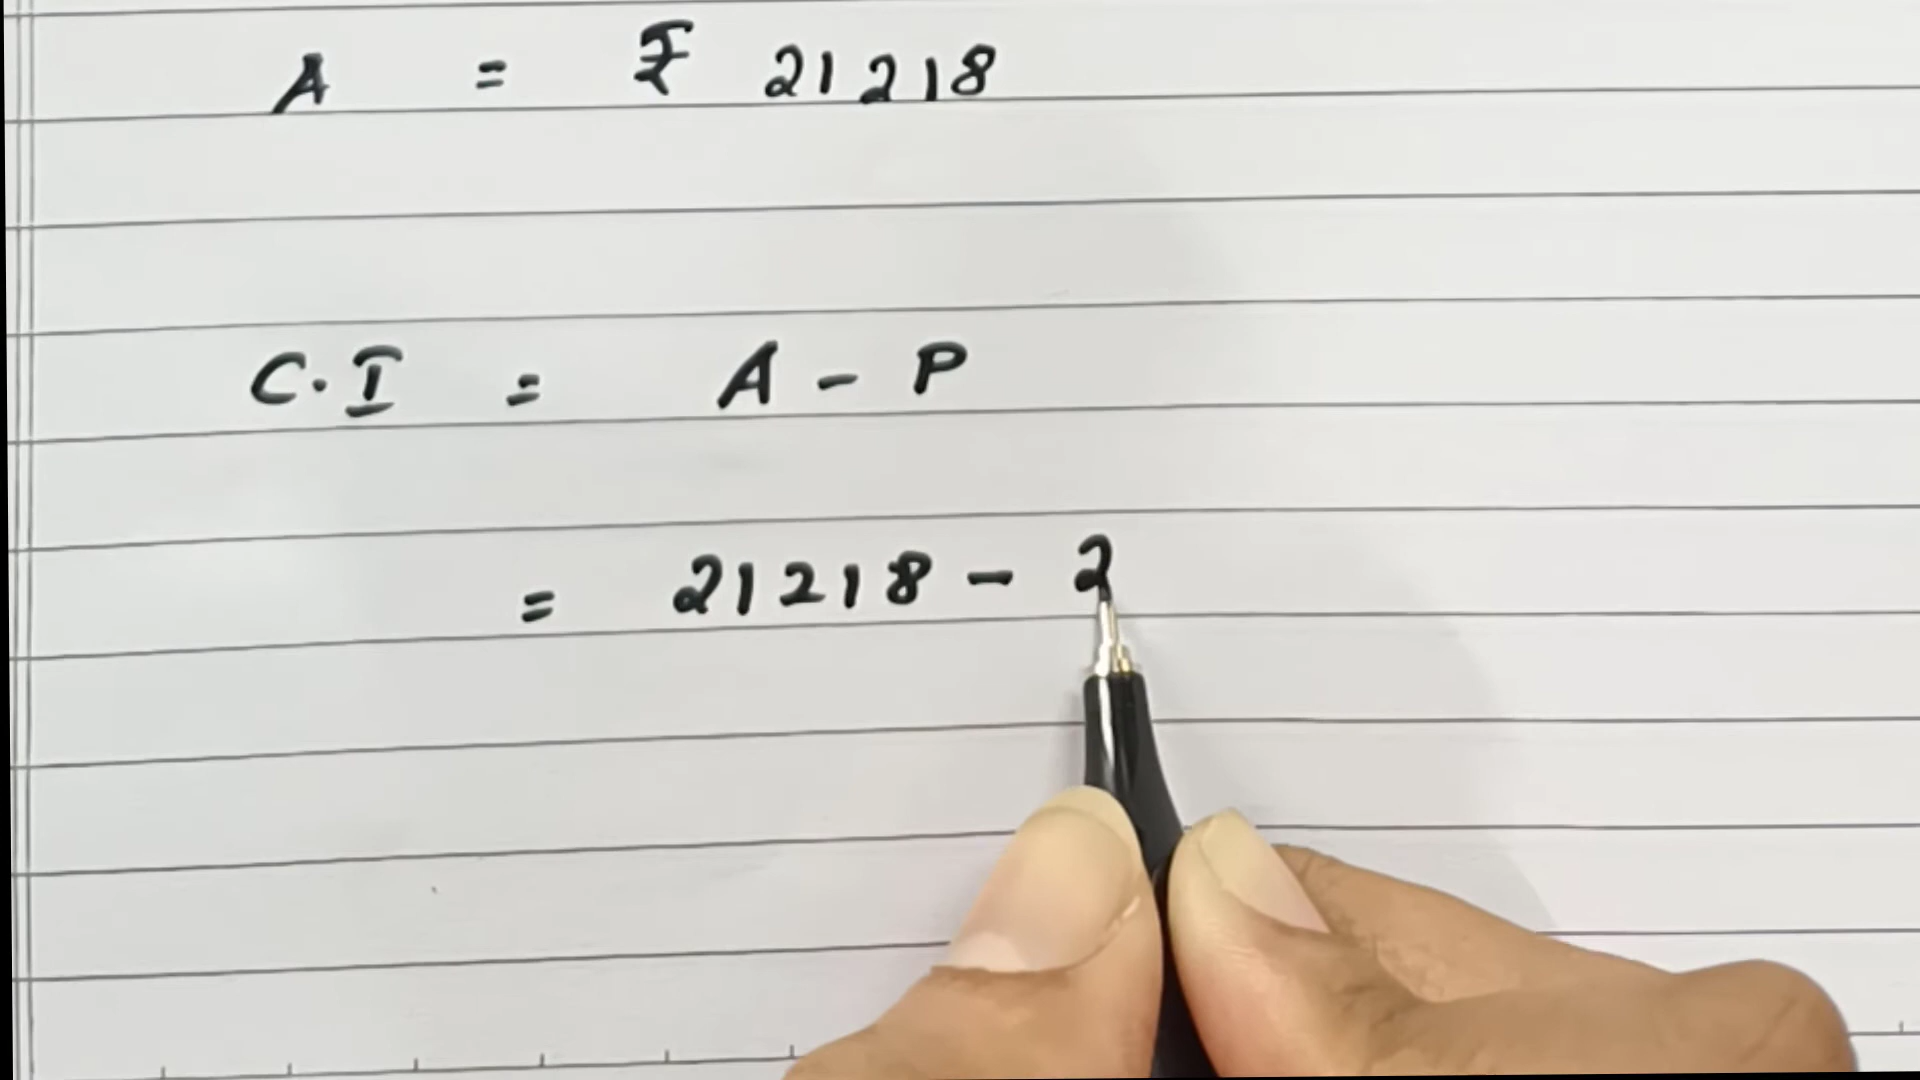 A = ₹ 21218
C.I = A - P
= 21218 - 2